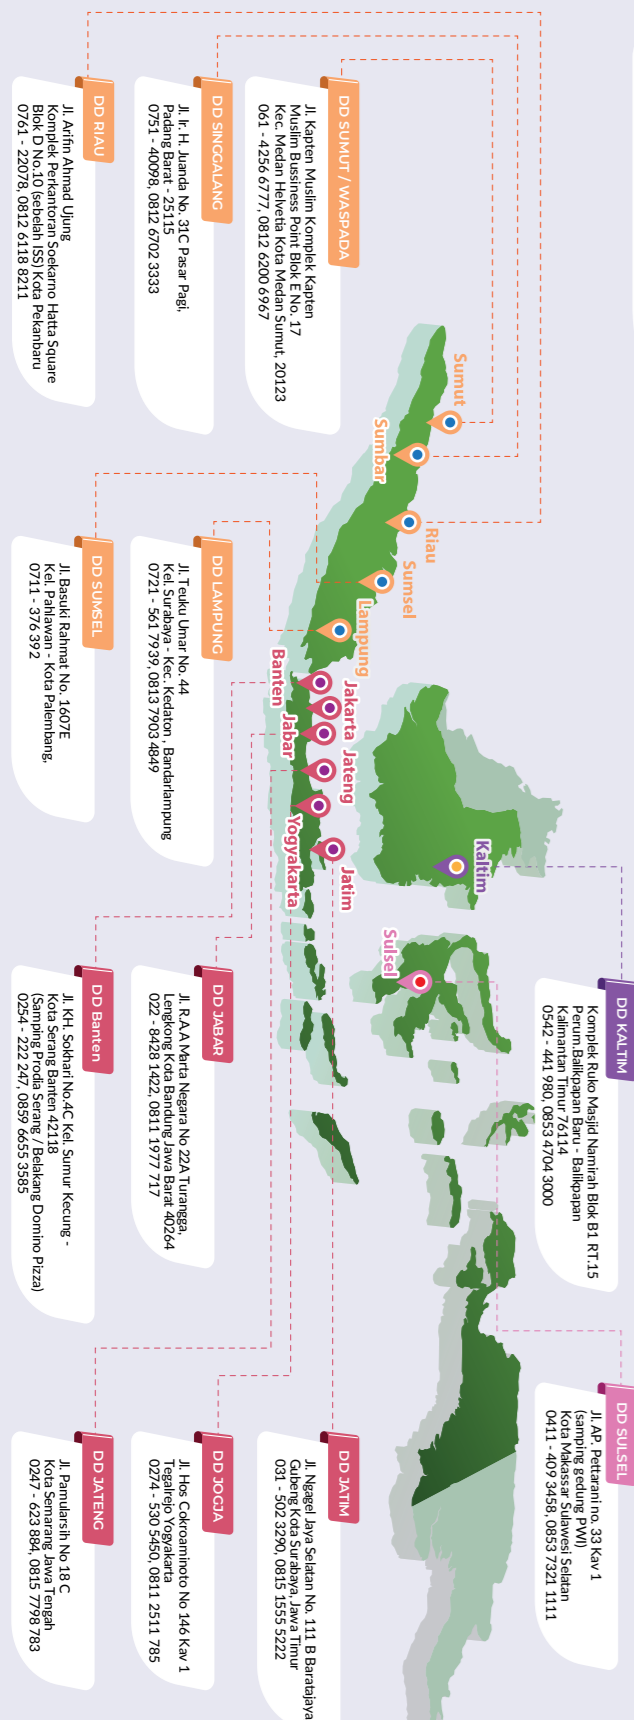 DD RIAU
Jl. Arifin Ahmad Ujung
Komplek Perkantoran Soekarno Hatta Square
Blok D No.10 (sebelah ISS) Kota Pekanbaru
0761 - 22078, 0812 6118 8211
DD SINGGALANG
Jl. Ir. H. Juanda No. 31C Pasar Pagi,
Padang Barat - 25115
0751 - 40098, 0812 6702 3333
DD SUMUT / WASPADA
Jl. Kapten Muslim Komplek Kapten
Muslim Bussiness Point Blok E No. 17
Kec. Medan Helvetia Kota Medan Sumut, 20123
061 - 4256 6777, 0812 6200 6967
Sumut
Sumbar
Riau
Sumsel
Lampung
Banten
Jakarta
Jabar
Jateng
Yogyakarta
Jatim
Kaltim
Sulsel
DD SUMSEL
Jl. Basuki Rahmat No. 1607E
Kel. Pahlawan - Kota Palembang,
0711 - 376 392
DD LAMPUNG
Jl. Teuku Umar No. 44
Kel. Surabaya - Kec. Kedaton , Bandarlampung
0721 - 561 7939, 0813 7903 4849
DD Banten
Jl. KH. Sokhari No.4C Kel. Sumur Kecung -
Kota Serang Banten 42118
(Samping Prodia Serang / Belakang Domino Pizza)
0254 - 222 247, 0859 6655 3585
DD JABAR
Jl. R.A.A Marta Negara No 22A Turangga,
Lengkong Kota Bandung Jawa Barat 40264
022 - 8428 1422, 0811 1977 717
DD KALTIM
Komplek Ruko Masjid Namirah Blok B1 RT.15
Perum.Balikpapan Baru - Balikpapan
Kalimantan Timur 76114
0542 - 441 980, 0853 4704 3000
DD SULSEL
Jl. AP. Pettarani no. 33 Kav 1
(samping gedung PWI)
Kota Makassar Sulawesi Selatan
0411 - 409 3458, 0853 7321 1111
DD JATENG
Jl. Pamularsih No 18 C
Kota Semarang Jawa Tengah
0247 - 623 884, 0815 7798 783
DD JOGJA
Jl. Hos Cokroaminoto No 146 Kav 1
Tegalrejo Yogyakarta
0274 - 530 5450, 0811 2511 785
DD JATIM
Jl. Ngagel Jaya Selatan No. 111 B Baratajaya
Gubeng Kota Surabaya, Jawa Timur
031 - 502 3290, 0815 1555 5222